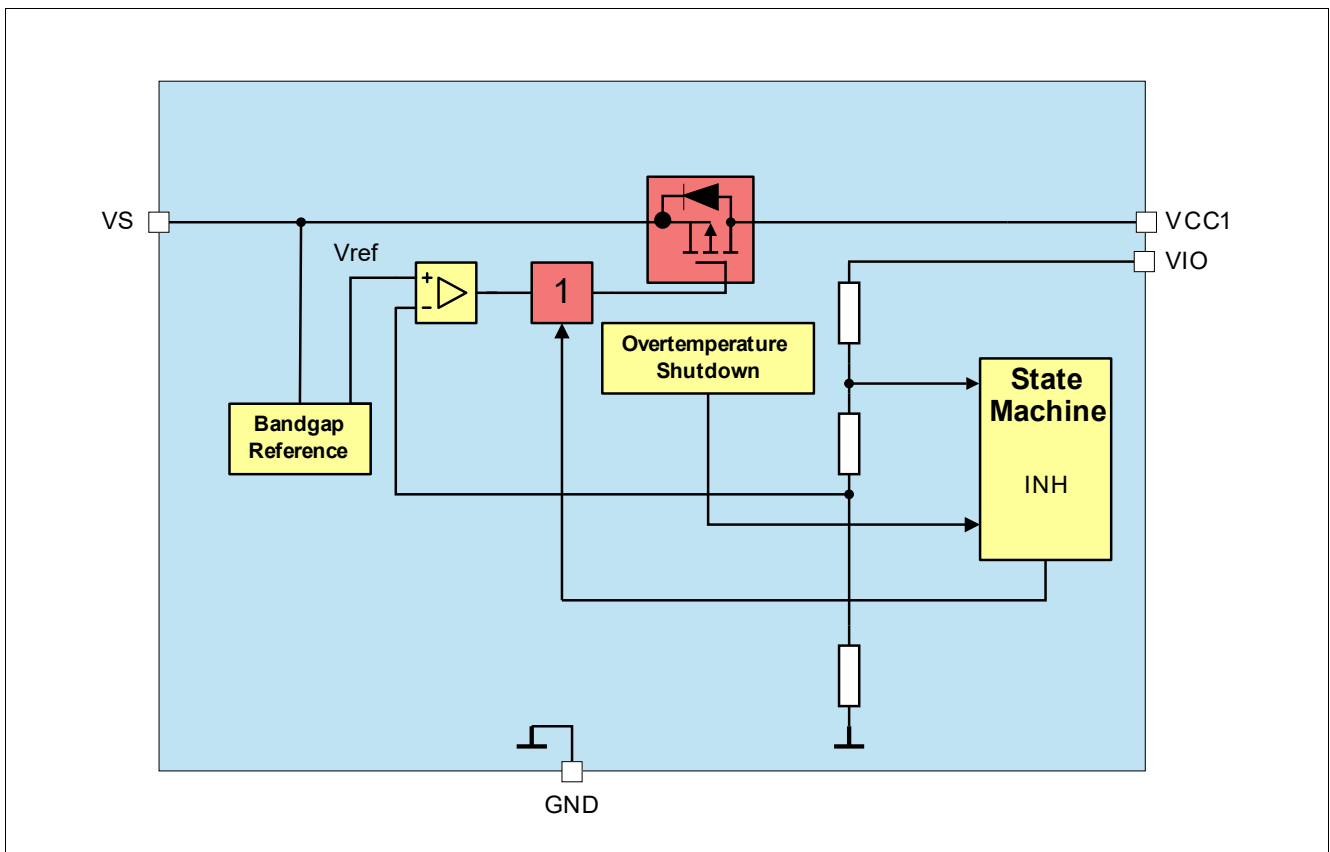 VS
VCC1
VIO
Vref
+
-
1
Overtemperature
Shutdown
State
Machine
INH
Bandgap
Reference
GND